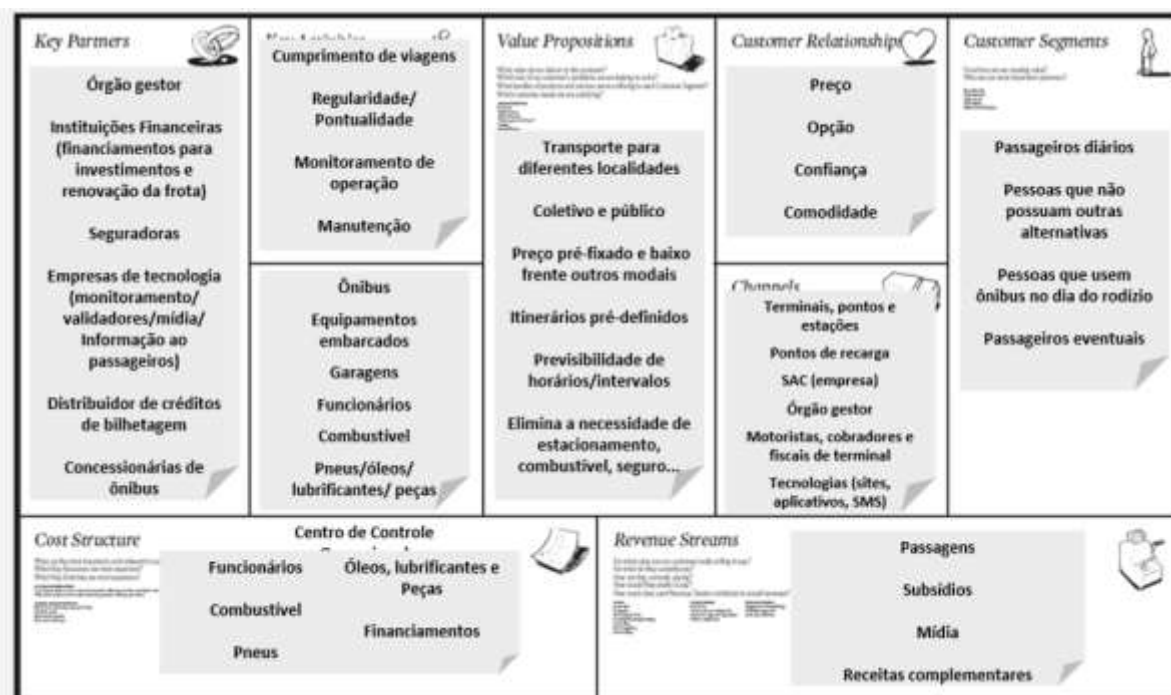 Key Partners
Órgão gestor
Instituições Financeiras
(financiamentos para
investimentos e
renovação da frota)
Seguradoras
Empresas de tecnologia
(monitoramento/
validadores/mídia/
Informação ao
passageiros)
Distribuidor de créditos
de bilhetagem
Concessionárias de
ônibus
Cumprimento de viagens
Regularidade/
Pontualidade
Monitoramento de
operação
Manutenção
Ônibus
Equipamentos
embarcados
Garagens
Funcionários
Combustível
Pneus/óleos/
lubrificantes/ peças
Value Propositions
Transporte para
diferentes localidades
Coletivo e público
Preço pré-fixado e baixo
frente outros modais
Itinerários pré-definidos
Previsibilidade de
horários/intervalos
Elimina a necessidade de
estacionamento,
combustível, seguro...
Customer Relationships
Preço
Opção
Confiança
Comodidade
Channels
Terminais, pontos e
estações
Pontos de recarga
SAC (empresa)
Órgão gestor
Motoristas, cobradores e
fiscais de terminal
Tecnologias (sites,
aplicativos, SMS)
Customer Segments
Passageiros diários
Pessoas que não
possuam outras
alternativas
Pessoas que usem
ônibus no dia do rodízio
Passageiros eventuais
Cost Structure
Centro de Controle
Funcionários
Combustível
Pneus
Óleos, lubrificantes e
Peças
Financiamentos
Revenue Streams
Passagens
Subsídios
Mídia
Receitas complementares